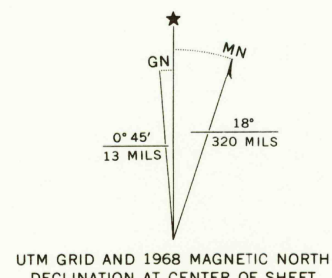 MN
GN
0° 45′
13 MILS
18°
320 MILS
UTM GRID AND 1968 MAGNETIC NORTH
DECLINATION AT CENTER OF SHEET